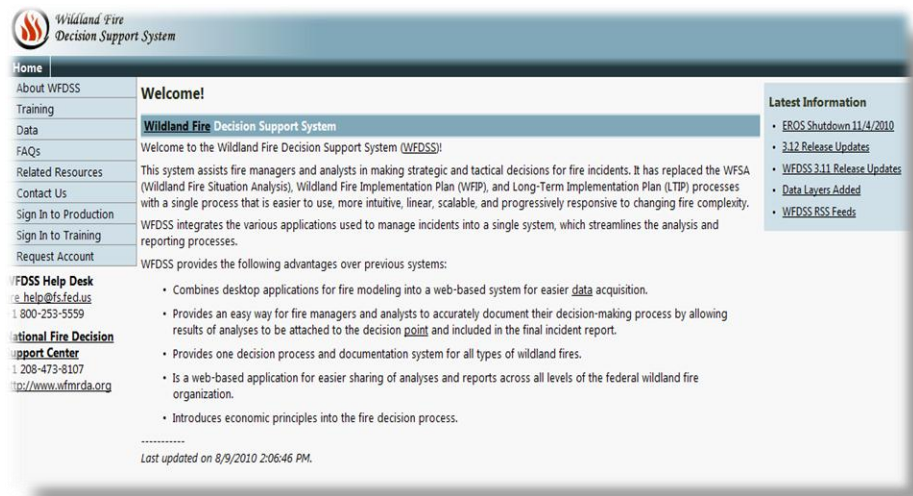 Wildland Fire
Decision Support System
Home
About WFDSS
Training
Data
FAQs
Related Resources
Contact Us
Sign In to Production
Sign In to Training
Request Account
WFDSS Help Desk
help@fs.fed.us
1 800-253-5559
National Fire Decision
Support Center
1 208-473-8107
http://www.wfmrda.org
Welcome!
Wildland Fire Decision Support System
Welcome to the Wildland Fire Decision Support System (WFDSS)!
This system assists fire managers and analysts in making strategic and tactical decisions for fire incidents. It has replaced the WFSA
(Wildland Fire Situation Analysis), Wildland Fire Implementation Plan (WFIP), and Long-Term Implementation Plan (LTIP) processes
with a single process that is easier to use, more intuitive, linear, scalable, and progressively responsive to changing fire complexity.
WFDSS integrates the various applications used to manage incidents into a single system, which streamlines the analysis and
reporting processes.
WFDSS provides the following advantages over previous systems:
• Combines desktop applications for fire modeling into a web-based system for easier data acquisition.
• Provides an easy way for fire managers and analysts to accurately document their decision-making process by allowing
results of analyses to be attached to the decision point and included in the final incident report.
• Provides one decision process and documentation system for all types of wildland fires.
• Is a web-based application for easier sharing of analyses and reports across all levels of the federal wildland fire
organization.
• Introduces economic principles into the fire decision process.
-----------
Last updated on 8/9/2010 2:06:46 PM.
Latest Information
• EROS Shutdown 11/4/2010
• 3.12 Release Updates
• WFDSS 3.11 Release Updates
• Data Layers Added
• WFDSS RSS Feeds